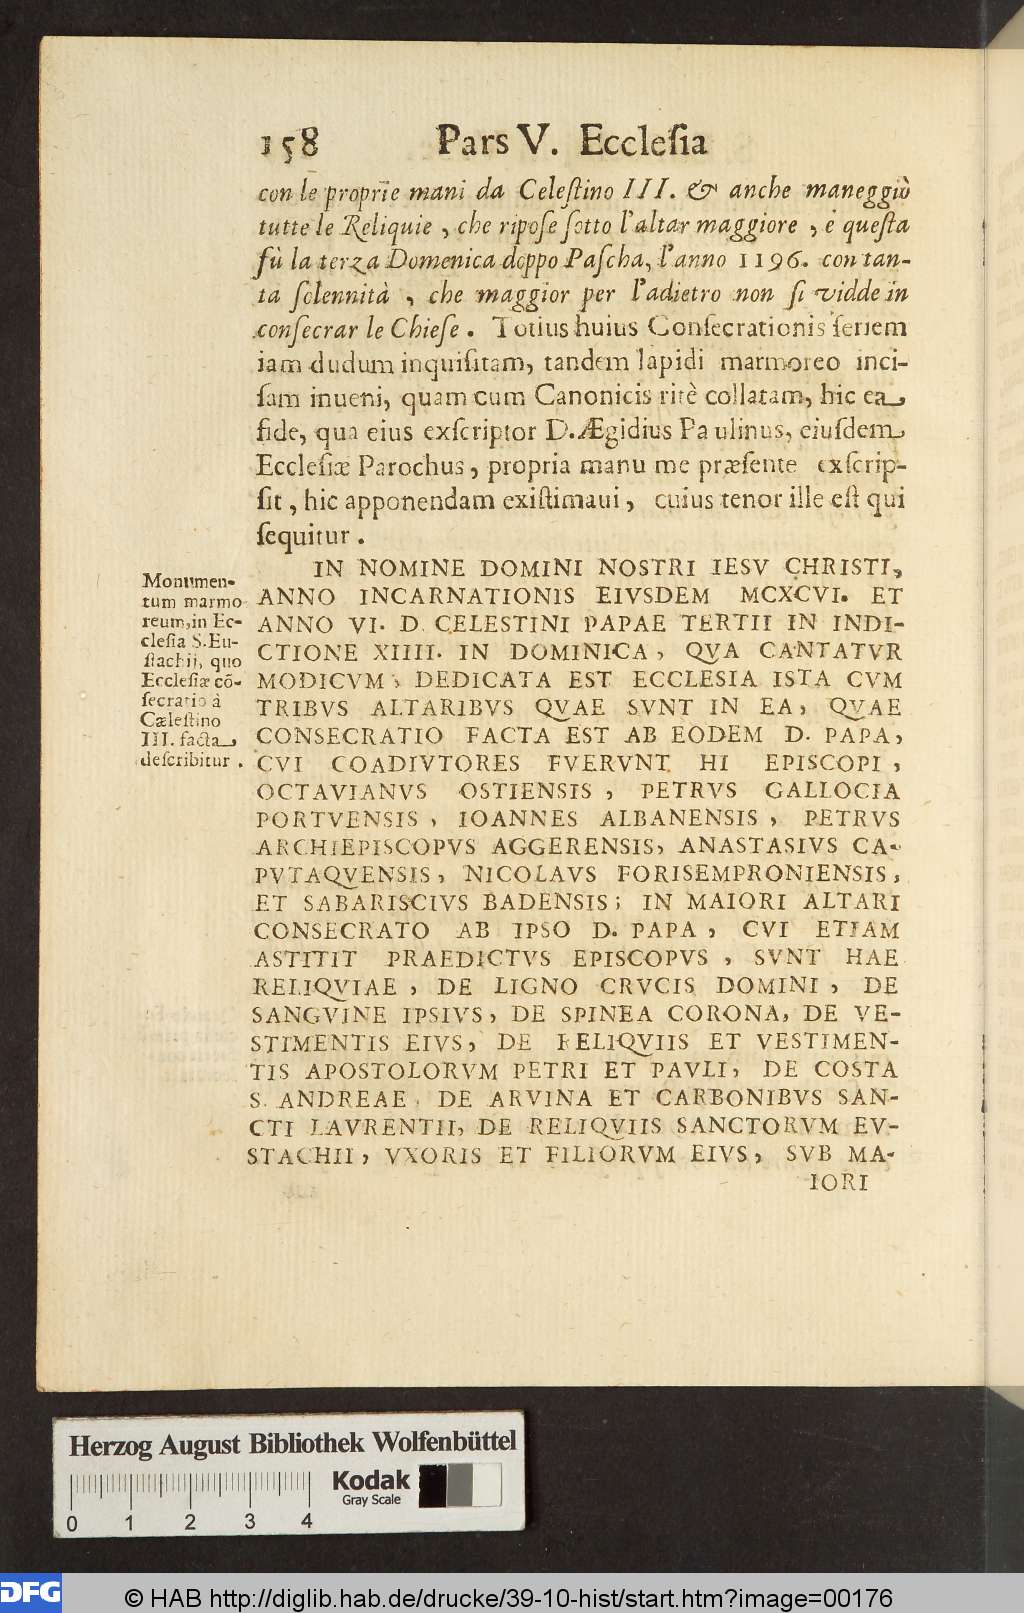 158 Pars V. Eccleſia
con le proprie mani da Celeſtino III. & anche maneggiò
tutte le Reliquie, che ripoſe ſotto l'altar maggiore, e queſta
fù la terza Domenica doppo Paſcha, l'anno 1196. con tan-
ta ſolennità, che maggior per l'adietro non ſi vidde in
conſecrar le Chieſe. Totius huius Conſecrationis ſeriem
iam dudum inquiſitam, tandem lapidi marmoreo inci-
ſam inueni, quam cum Canonicis ritè collatam, hic ea
fide, qua eius exſcriptor D. Ægidius Paulinus, eiuſdem
Eccleſiæ Parochus, propria manu me præſente exſcrip-
ſit, hic apponendam exiſtimaui, cuius tenor ille eſt qui
ſequitur.
IN NOMINE DOMINI NOSTRI IESV CHRISTI,
ANNO INCARNATIONIS EIVSDEM MCXCVI. ET
ANNO VI. D. CELESTINI PAPAE TERTII IN INDI-
CTIONE XIIII. IN DOMINICA, QVA CANTATVR
MODICVM, DEDICATA EST ECCLESIA ISTA CVM
TRIBVS ALTARIBVS QVAE SVNT IN EA, QVAE
CONSECRATIO FACTA EST AB EODEM D. PAPA,
CVI COADIVTORES FVERVNT HI EPISCOPI,
OCTAVIANVS OSTIENSIS, PETRVS GALLOCIA
PORTVENSIS, IOANNES ALBANENSIS, PETRVS
ARCHIEPISCOPVS AGGERENSIS, ANASTASIVS CA-
PVTAQVENSIS, NICOLAVS FORISEMPRONIENSIS,
ET SABARISCIVS BADENSIS; IN MAIORI ALTARI
CONSECRATO AB IPSO D. PAPA, CVI ETIAM
ASTITIT PRAEDICTVS EPISCOPVS, SVNT HAE
RELIQVIAE, DE LIGNO CRVCIS DOMINI, DE
SANGVINE IPSIVS, DE SPINEA CORONA, DE VE-
STIMENTIS EIVS, DE RELIQVIIS ET VESTIMEN-
TIS APOSTOLORVM PETRI ET PAVLI, DE COSTA
S. ANDREAE, DE ARVINA ET CARBONIBVS SAN-
CTI LAVRENTII, DE RELIQVIIS SANCTORVM EV-
STACHII, VXORIS ET FILIORVM EIVS, SVB MA-
IORI
Monumen-
tum marmo
reum, in Ec-
cleſia S. Eu-
ſtachij, quo
Eccleſiæ cõ-
ſecratio à
Cæleſtino
III. facta
deſcribitur.
Herzog August Bibliothek Wolfenbüttel
Kodak
Gray Scale
0 1 2 3 4
DFG © HAB http://diglib.hab.de/drucke/39-10-hist/start.htm?image=00176